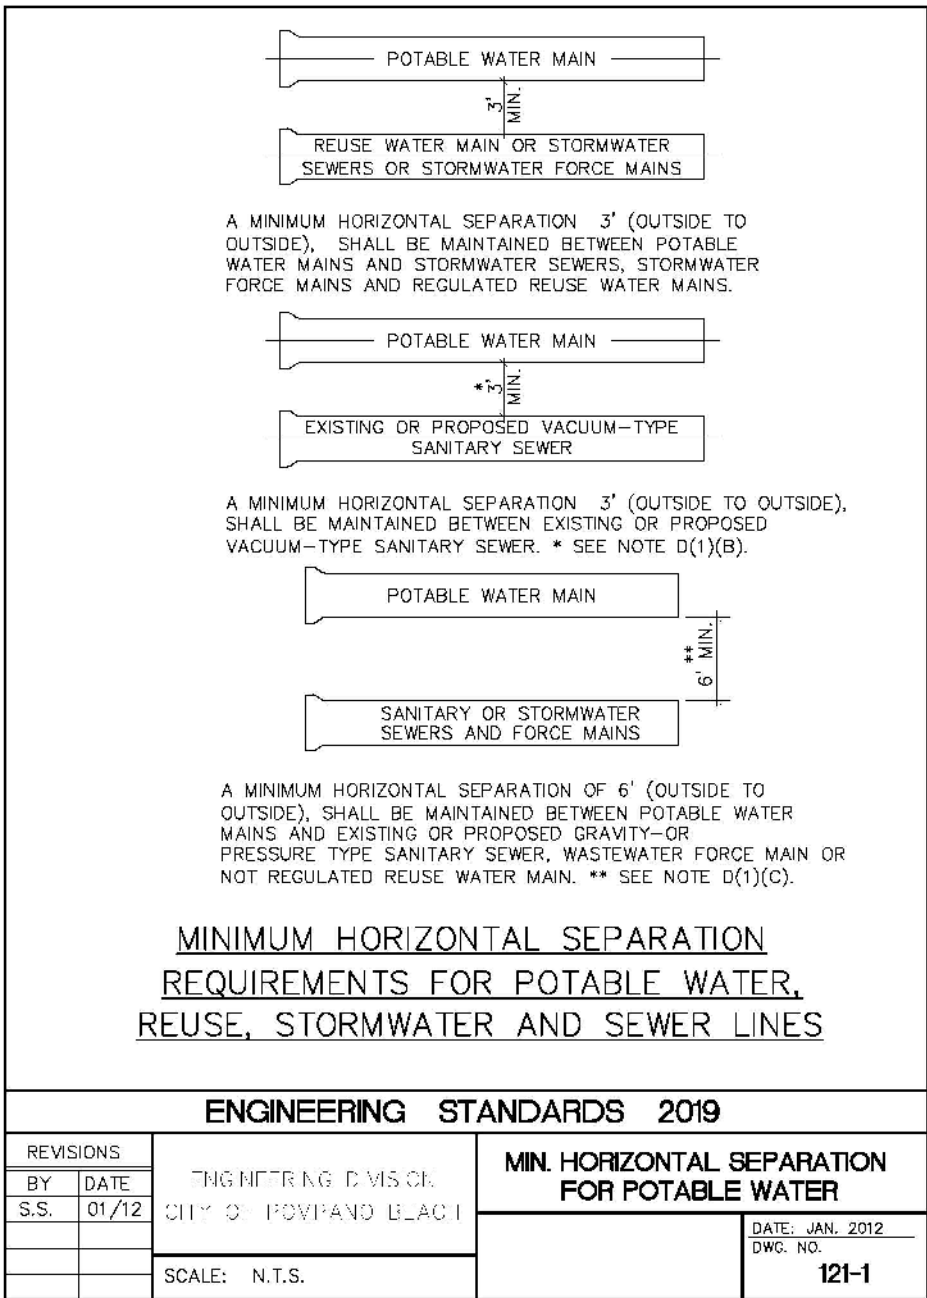 POTABLE WATER MAIN
3'
MIN.
REUSE WATER MAIN OR STORMWATER
SEWERS OR STORMWATER FORCE MAINS
A MINIMUM HORIZONTAL SEPARATION 3' (OUTSIDE TO
OUTSIDE), SHALL BE MAINTAINED BETWEEN POTABLE
WATER MAINS AND STORMWATER SEWERS, STORMWATER
FORCE MAINS AND REGULATED REUSE WATER MAINS.
POTABLE WATER MAIN
*3'
MIN.
EXISTING OR PROPOSED VACUUM-TYPE
SANITARY SEWER
A MINIMUM HORIZONTAL SEPARATION 3' (OUTSIDE TO OUTSIDE),
SHALL BE MAINTAINED BETWEEN EXISTING OR PROPOSED
VACUUM-TYPE SANITARY SEWER. * SEE NOTE D(1)(B).
POTABLE WATER MAIN
**
6' MIN.
SANITARY OR STORMWATER
SEWERS AND FORCE MAINS
A MINIMUM HORIZONTAL SEPARATION OF 6' (OUTSIDE TO
OUTSIDE), SHALL BE MAINTAINED BETWEEN POTABLE WATER
MAINS AND EXISTING OR PROPOSED GRAVITY-OR
PRESSURE TYPE SANITARY SEWER, WASTEWATER FORCE MAIN OR
NOT REGULATED REUSE WATER MAIN. ** SEE NOTE D(1)(C).
MINIMUM HORIZONTAL SEPARATION
REQUIREMENTS FOR POTABLE WATER,
REUSE, STORMWATER AND SEWER LINES
ENGINEERING STANDARDS 2019
REVISIONS
BY DATE
S.S. 01/12
ENGINEERING DIVISION
CITY OF POMPANO BEACH
SCALE: N.T.S.
MIN. HORIZONTAL SEPARATION
FOR POTABLE WATER
DATE: JAN. 2012
DWG. NO.
121-1